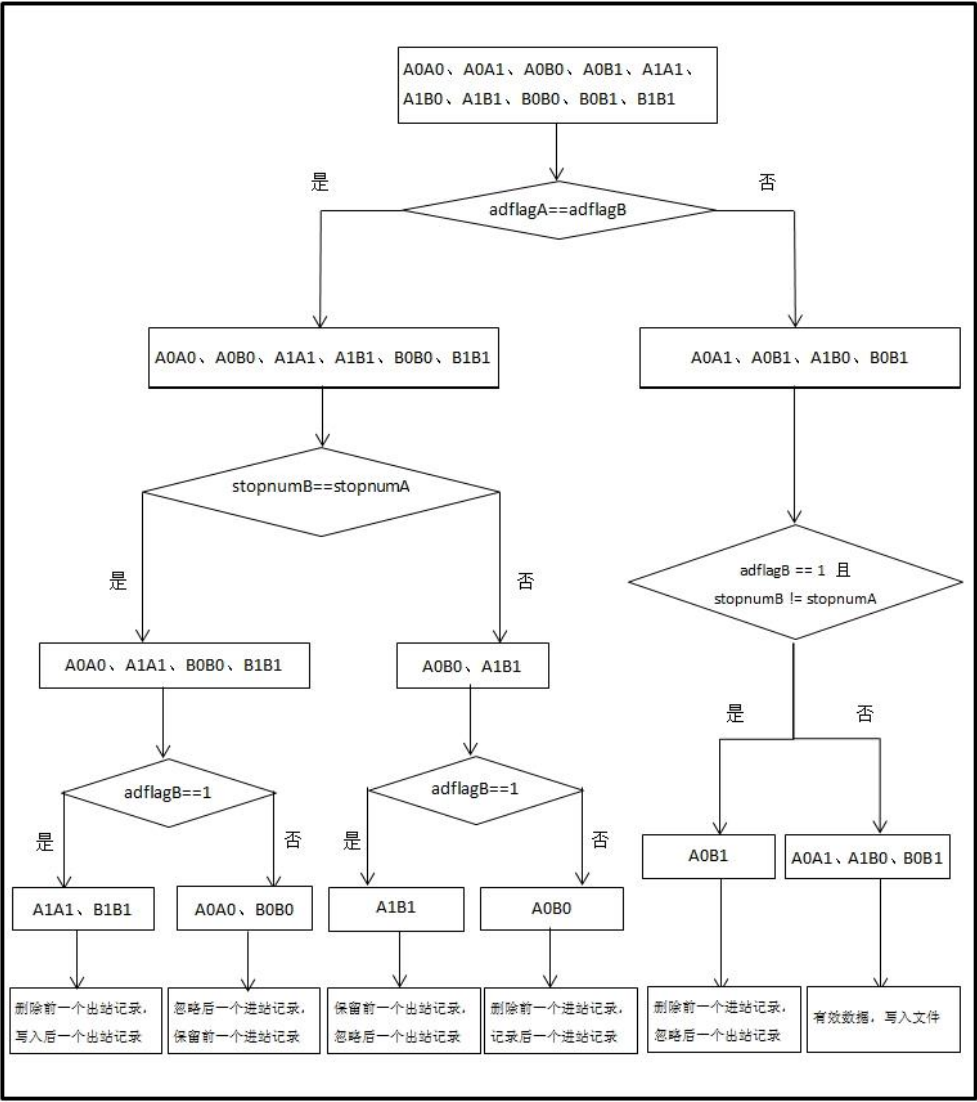 A0A0、A0A1、A0B0、A0B1、A1A1、
A1B0、A1B1、B0B0、B0B1、B1B1
是
否
adflagA==adflagB
A0A0、A0B0、A1A1、A1B1、B0B0、B1B1
A0A1、A0B1、A1B0、B0B1
stopnumB==stopnumA
是
否
adflagB == 1 且
stopnumB != stopnumA
A0A0、A1A1、B0B0、B1B1
A0B0、A1B1
是
否
adflagB==1
adflagB==1
是
否
是
否
A0B1
A0A1、A1B0、B0B1
A1A1、B1B1
A0A0、B0B0
A1B1
A0B0
删除前一个出站记录，
写入后一个出站记录
忽略后一个进站记录，
保留前一个进站记录
保留前一个出站记录，
忽略后一个出站记录
删除前一个进站记录，
记录后一个进站记录
删除前一个进站记录，
忽略后一个出站记录
有效数据，写入文件